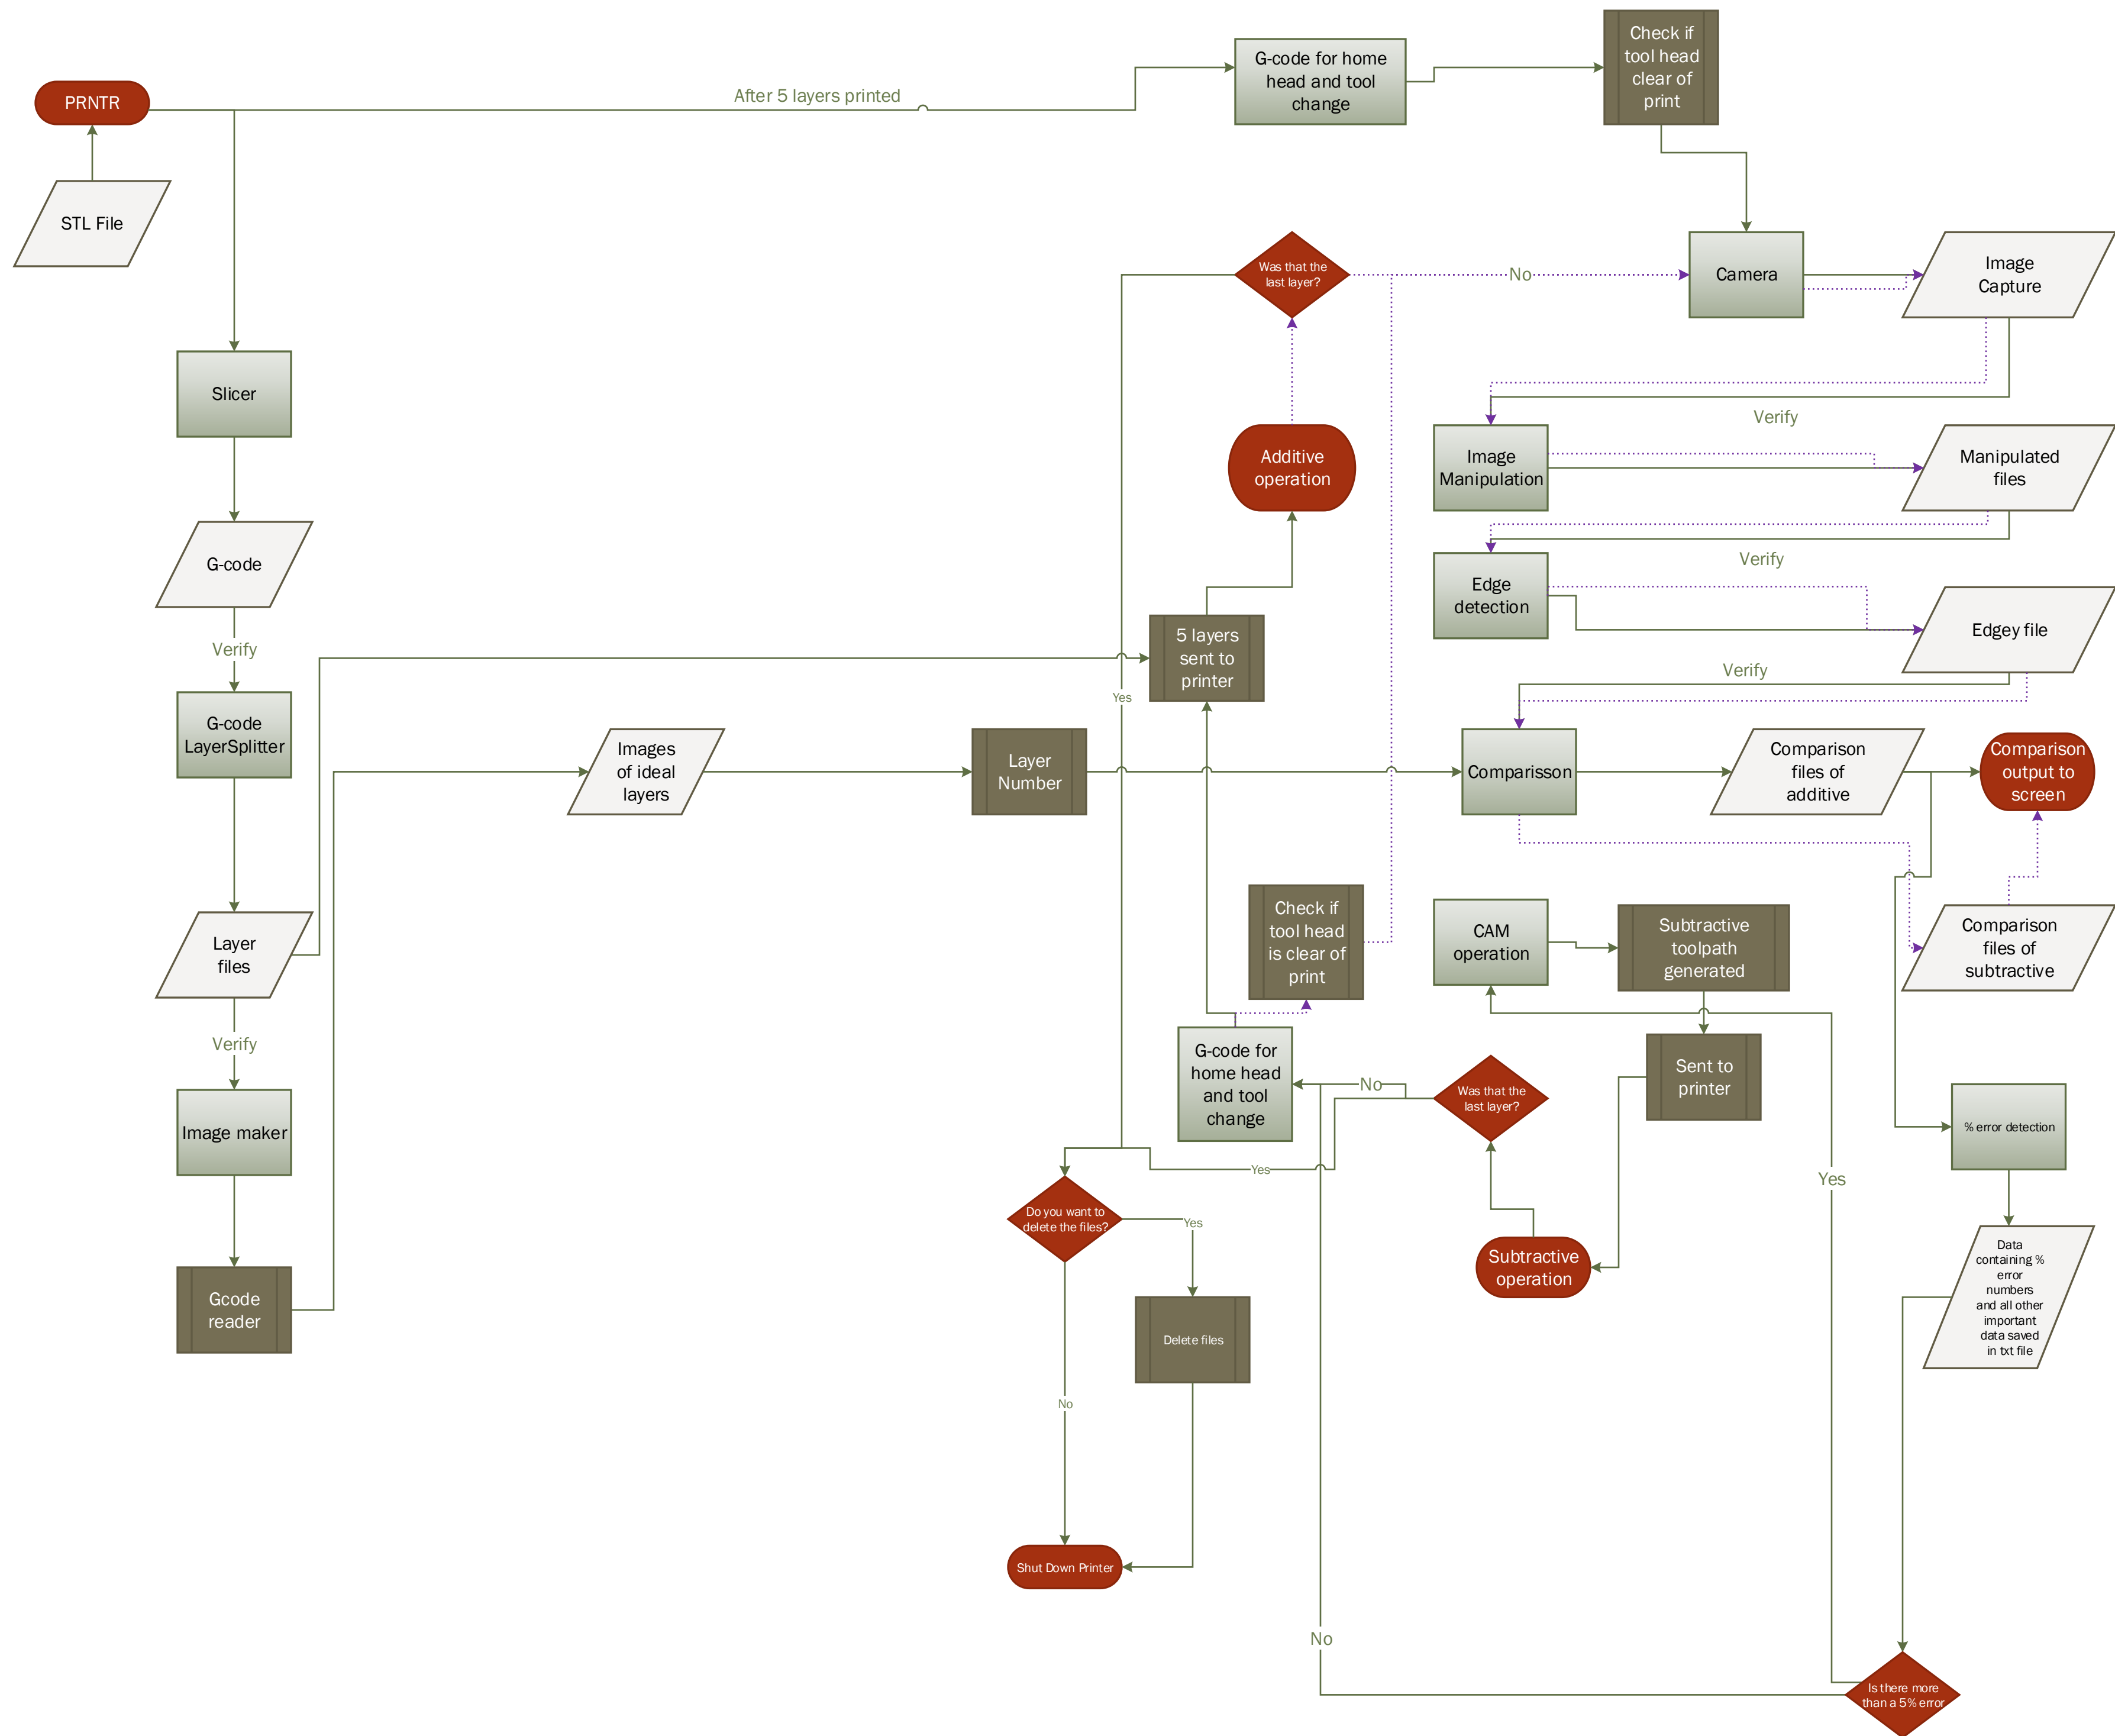 PRNTR
After 5 layers printed
G-code for home
head and tool
change
Check if
tool head
clear of
print
STL File
Was that the
last layer?
No
Camera
Image
Capture
Slicer
Verify
Additive
operation
Image
Manipulation
Manipulated
files
G-code
Verify
Edge
detection
Verify
5 layers
sent to
printer
Edgey file
Verify
Yes
G-code
LayerSplitter
Images
of ideal
layers
Layer
Number
Comparisson
Comparison
files of
additive
Comparison
output to
screen
Layer
files
Check if
tool head
is clear of
print
CAM
operation
Subtractive
toolpath
generated
Comparison
files of
subtractive
Verify
G-code for
home head
and tool
change
No
Was that the
last layer?
Sent to
printer
% error detection
Image maker
Yes
Yes
Do you want to
delete the files?
Yes
Subtractive
operation
Data
containing %
error
numbers
and all other
important
data saved
in txt file
Gcode
reader
Delete files
No
Shut Down Printer
No
Is there more
than a 5% error